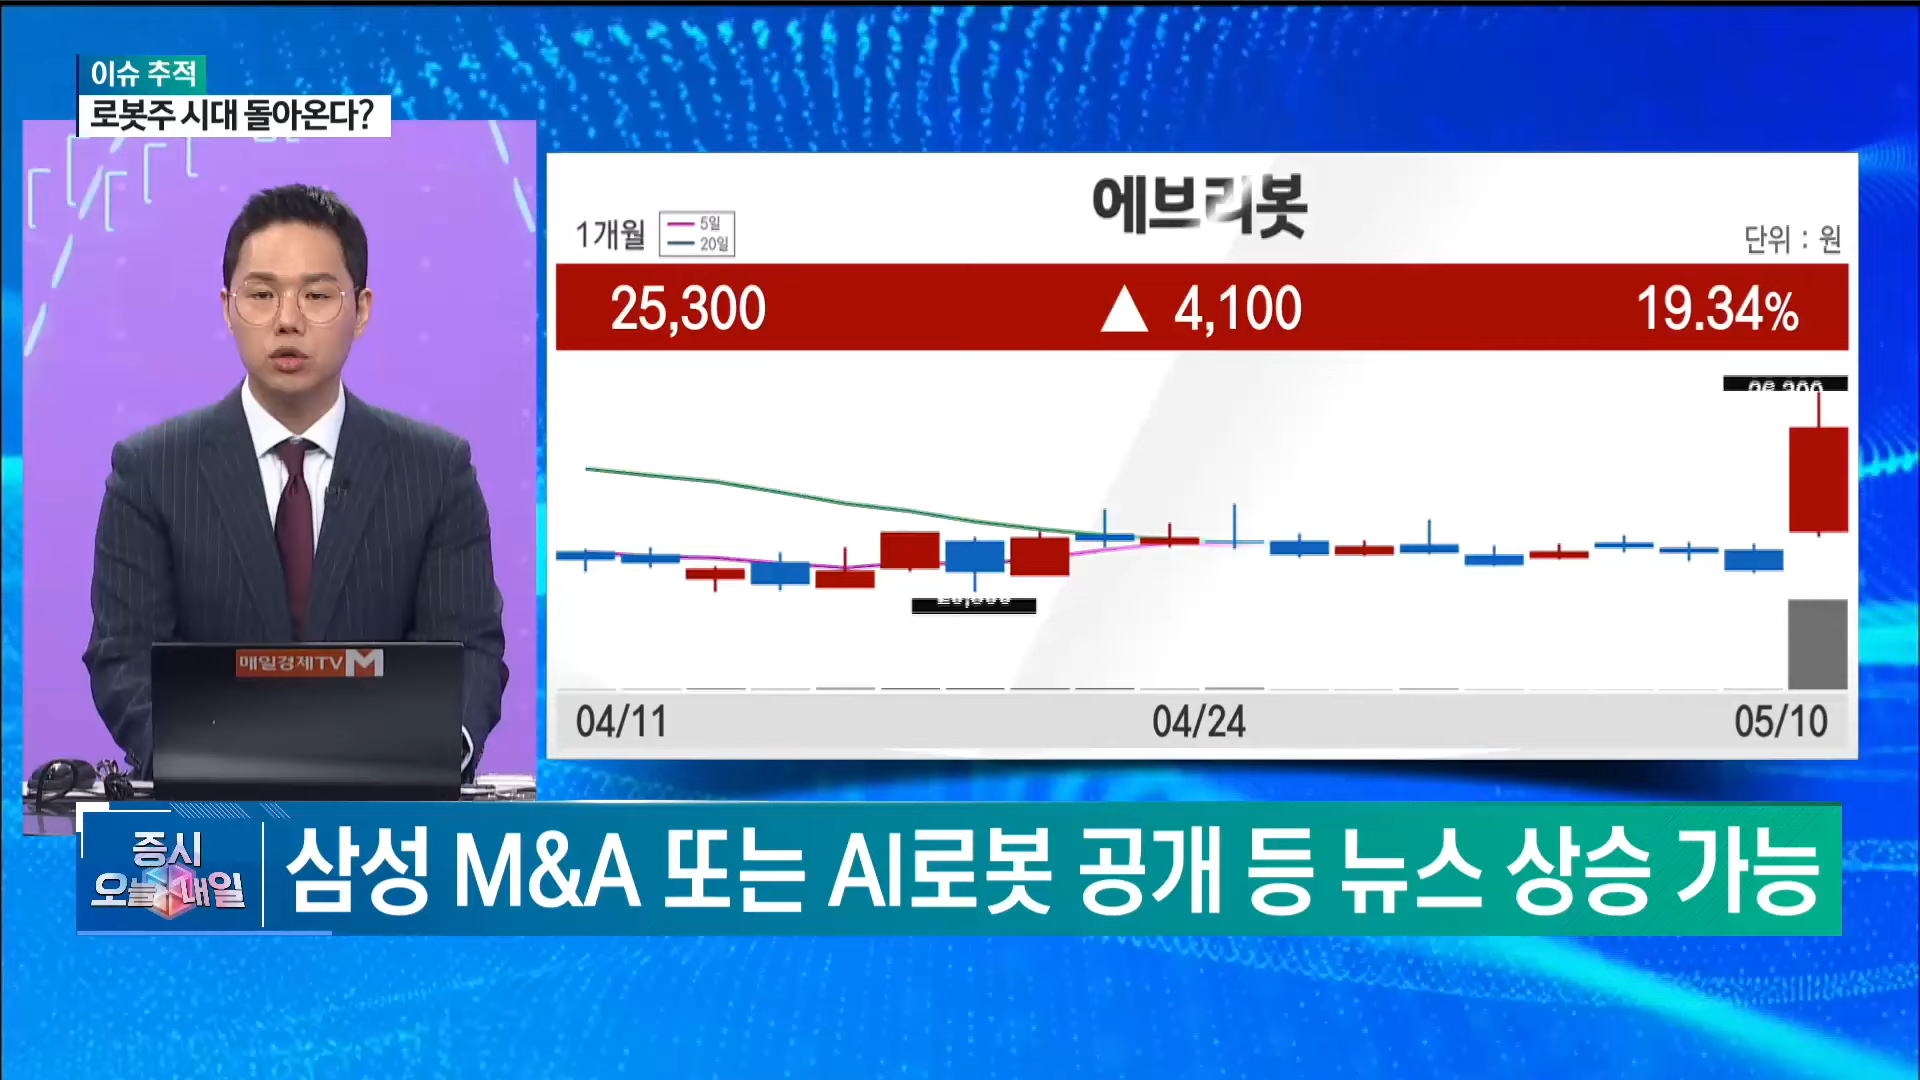 이슈 추적
로봇주 시대 돌아온다?
에브리봇
1개월
5일
20일
단위 : 원
25,300 ▲ 4,100 19.34%
04/11 04/24 05/10
매일경제TV M
증시
오늘 매일
삼성 M&A 또는 AI로봇 공개 등 뉴스 상승 가능